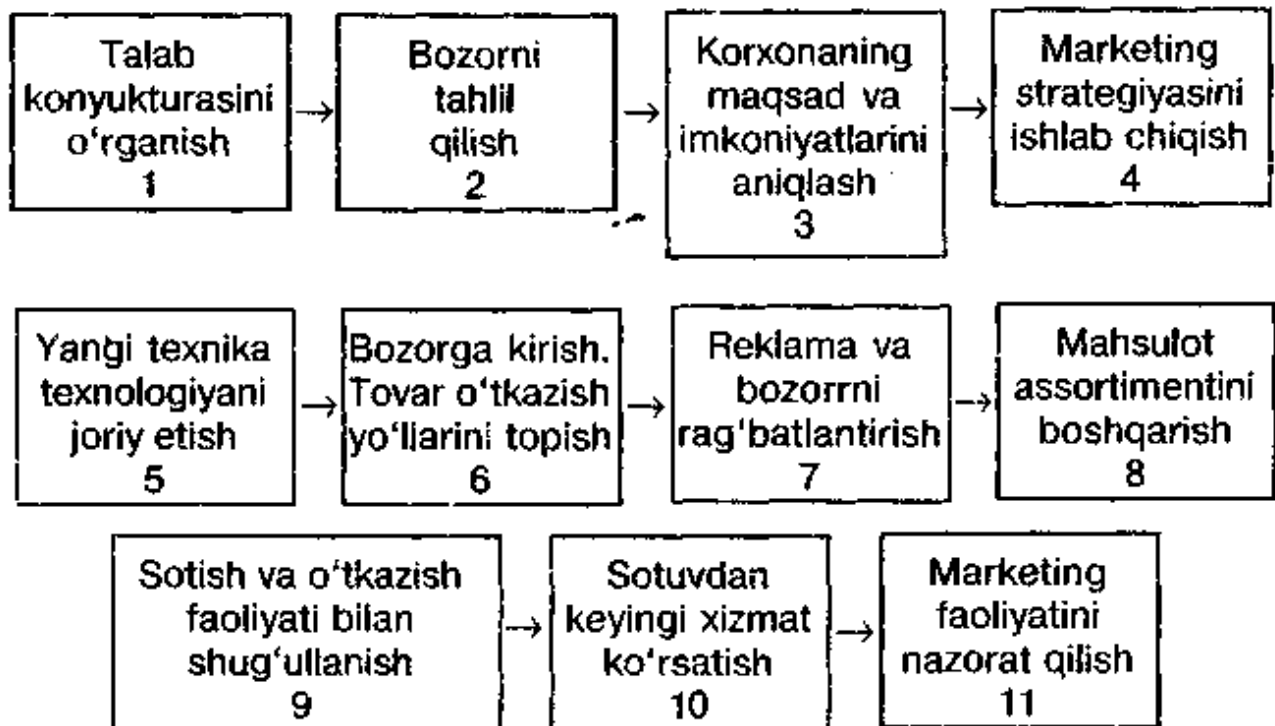 Talab
konyukturasini
o‘rganish
1
Bozorni
tahlil
qilish
2
Korxonaning
maqsad va
imkoniyatlarini
aniqlash
3
Marketing
strategiyasini
ishlab chiqish
4
Yangi texnika
texnologiyani
joriy etish
5
Bozorga kirish.
Tovar o‘tkazish
yo‘llarini topish
6
Reklama va
bozorrni
rag‘batlantirish
7
Mahsulot
assortimentini
boshqarish
8
Sotish va o‘tkazish
faoliyati bilan
shug‘ullanish
9
Sotuvdan
keyingi xizmat
ko‘rsatish
10
Marketing
faoliyatini
nazorat qilish
11